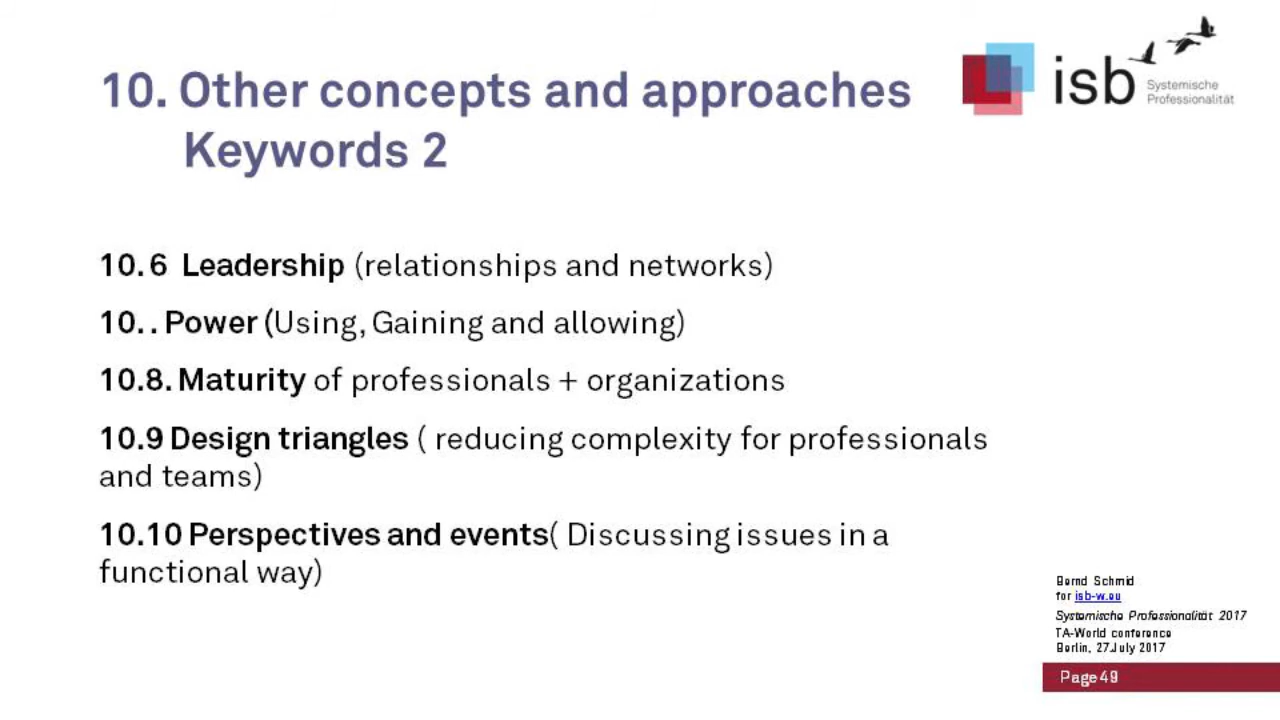 10. Other concepts and approaches
Keywords 2
isb
Systemische
Professionalität
10.6 Leadership (relationships and networks)
10. . Power (Using, Gaining and allowing)
10.8. Maturity of professionals + organizations
10.9 Design triangles ( reducing complexity for professionals
and teams)
10.10 Perspectives and events( Discussing issues in a
functional way)
Bernd Schmid
for isb-w.eu
Systemische Professionalität 2017
TA-World conference
Berlin, 27.July 2017
Page 49